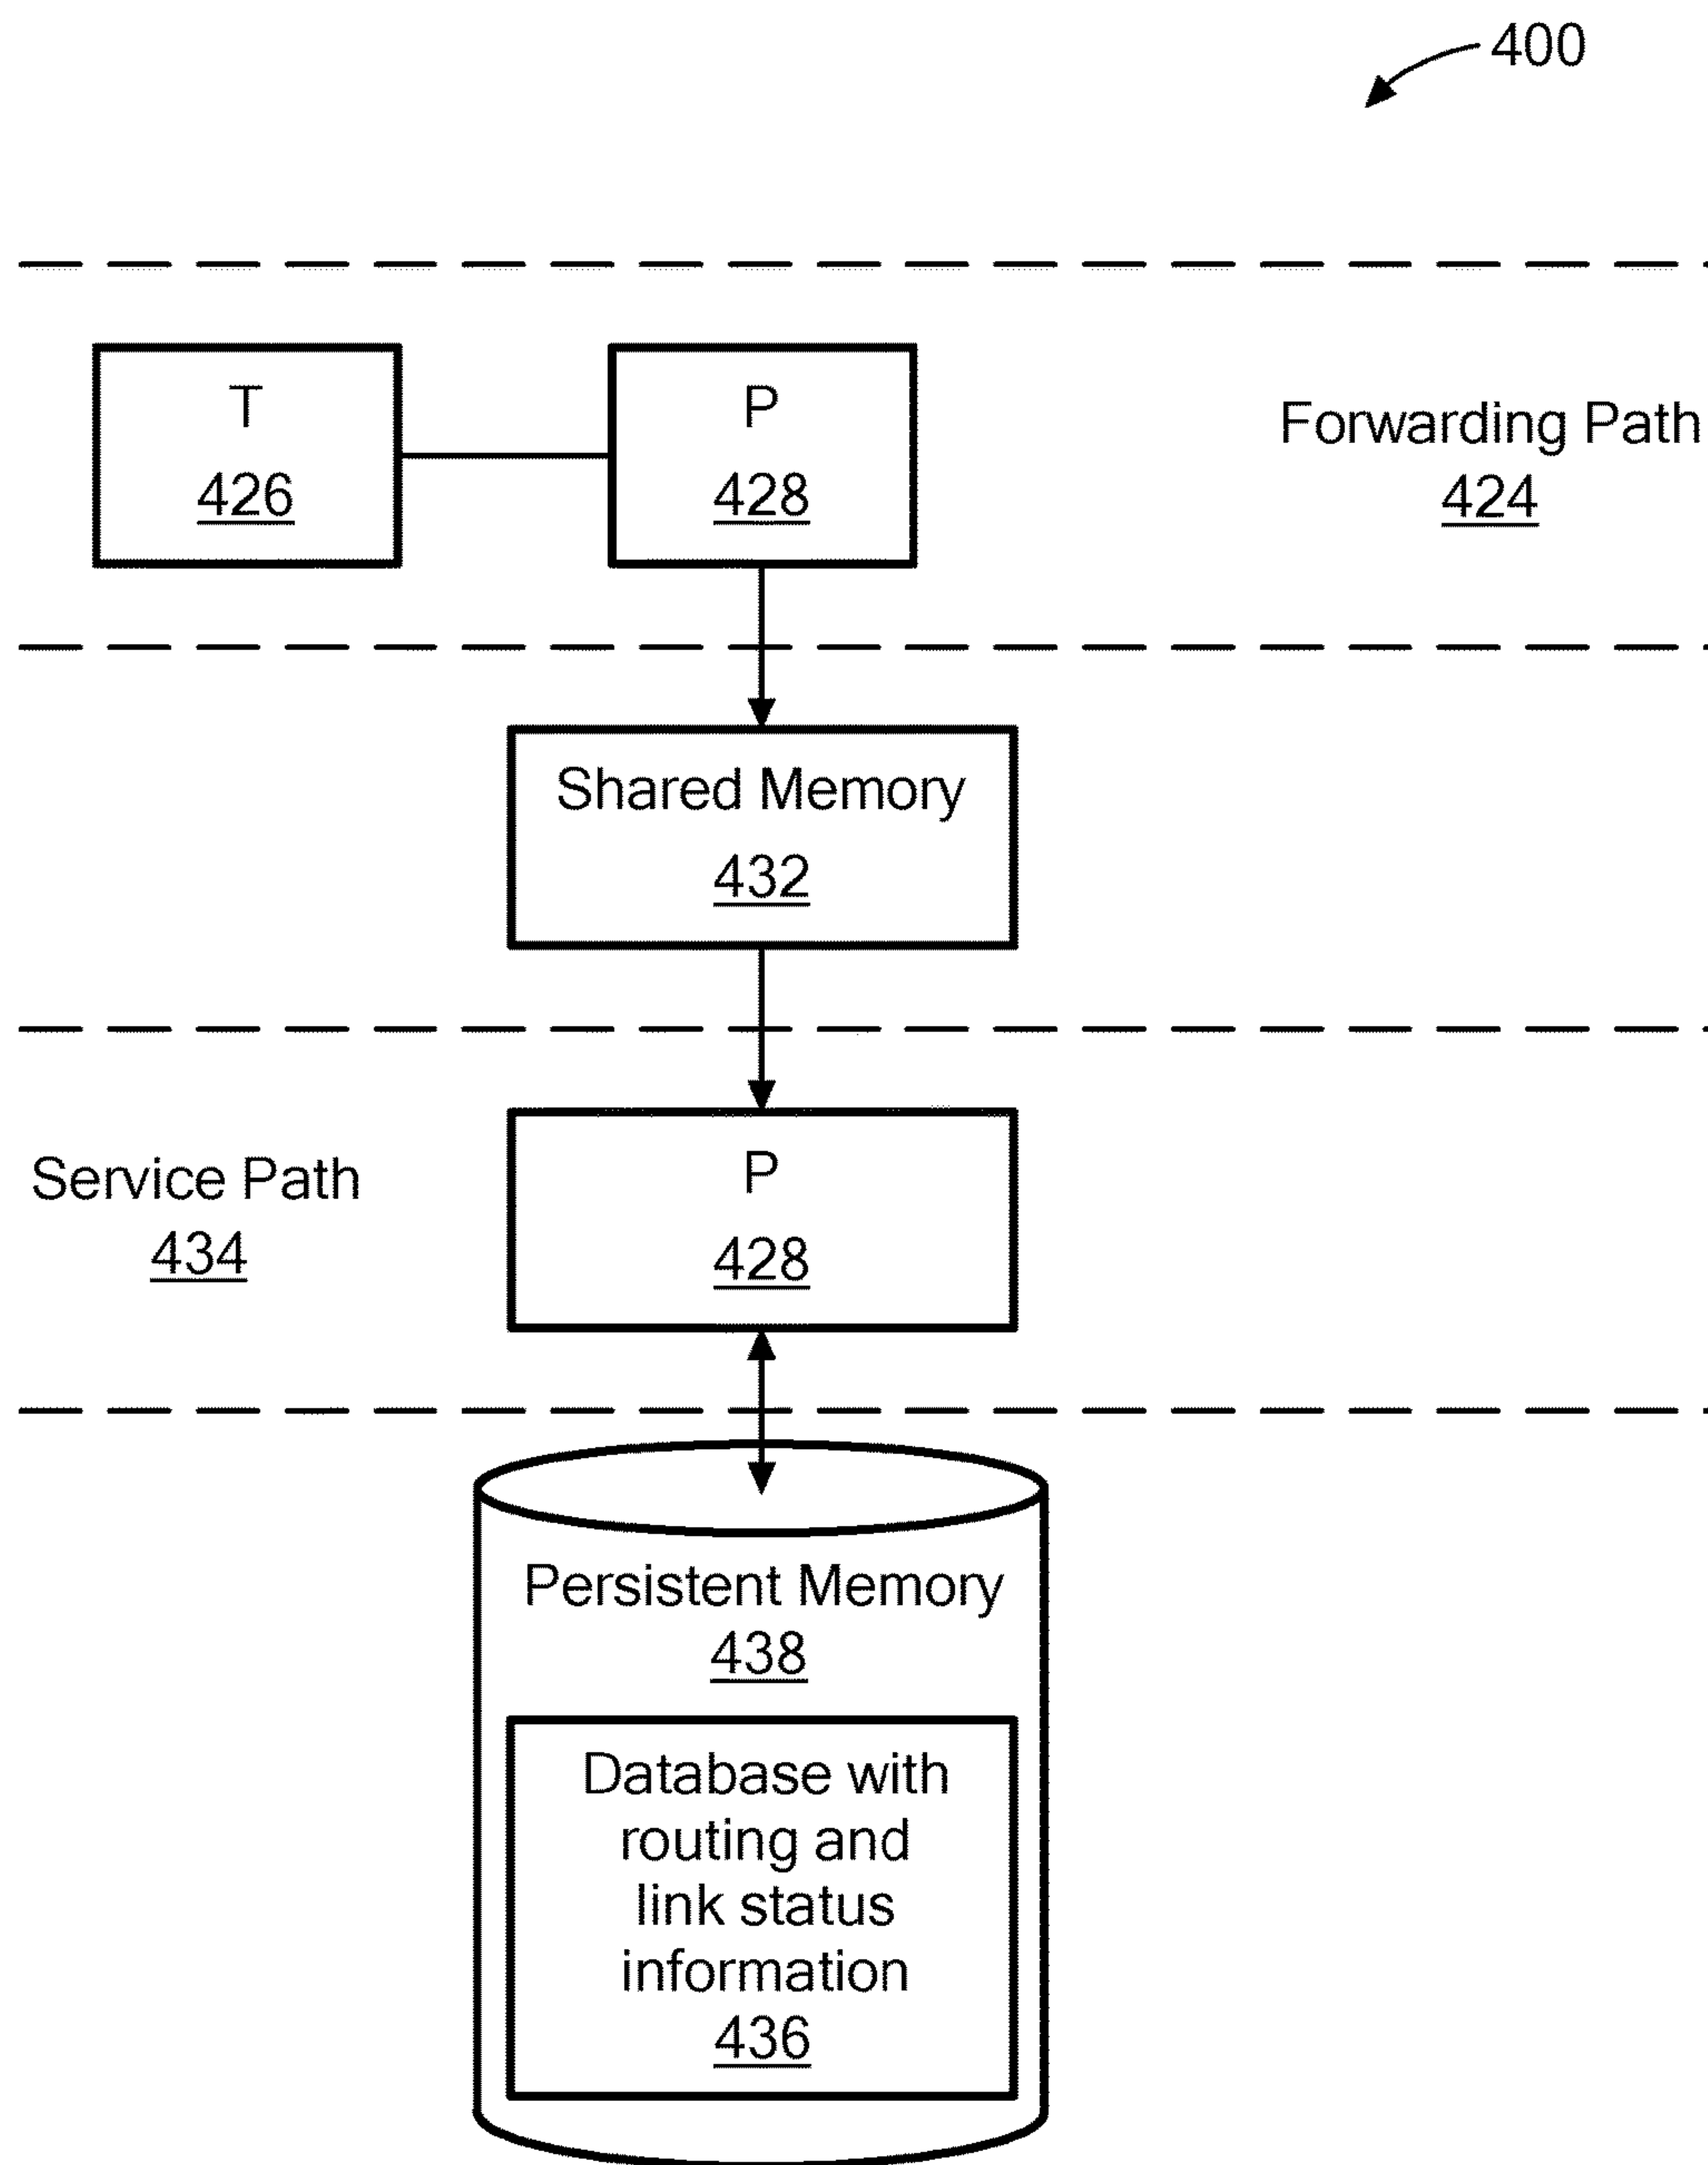 400
T
426
P
428
Forwarding Path
424
Shared Memory
432
Service Path
434
P
428
Persistent Memory
438
Database with
routing and
link status
information
436